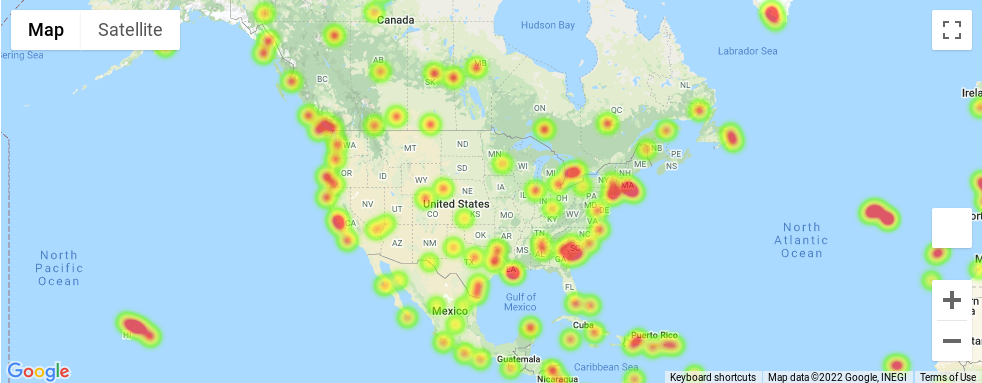 Map
Satellite
Canada
Hudson Bay
Labrador Sea
ering Sea
BC
AB
SK
MB
ON
QC
NL
NB
PE
NS
ME
Irela
WA
MT
ND
MN
WI
MI
NH
MA
OR
ID
WY
SD
NE
IA
IL
IN
OH
PA
DE
NV
UT
CO
United States
KS
MO
KY
WV
VA
CA
AZ
NM
OK
AR
TN
NC
SC
MS
AL
GA
TX
LA
FL
North
Pacific
Ocean
North
Atlantic
Ocean
Gulf of
Mexico
Mexico
Cuba
Puerto Rico
HI
Guatemala
Caribbean Sea
Nicaragua
Google
Keyboard shortcuts
Map data ©2022 Google, INEGI
Terms of Use